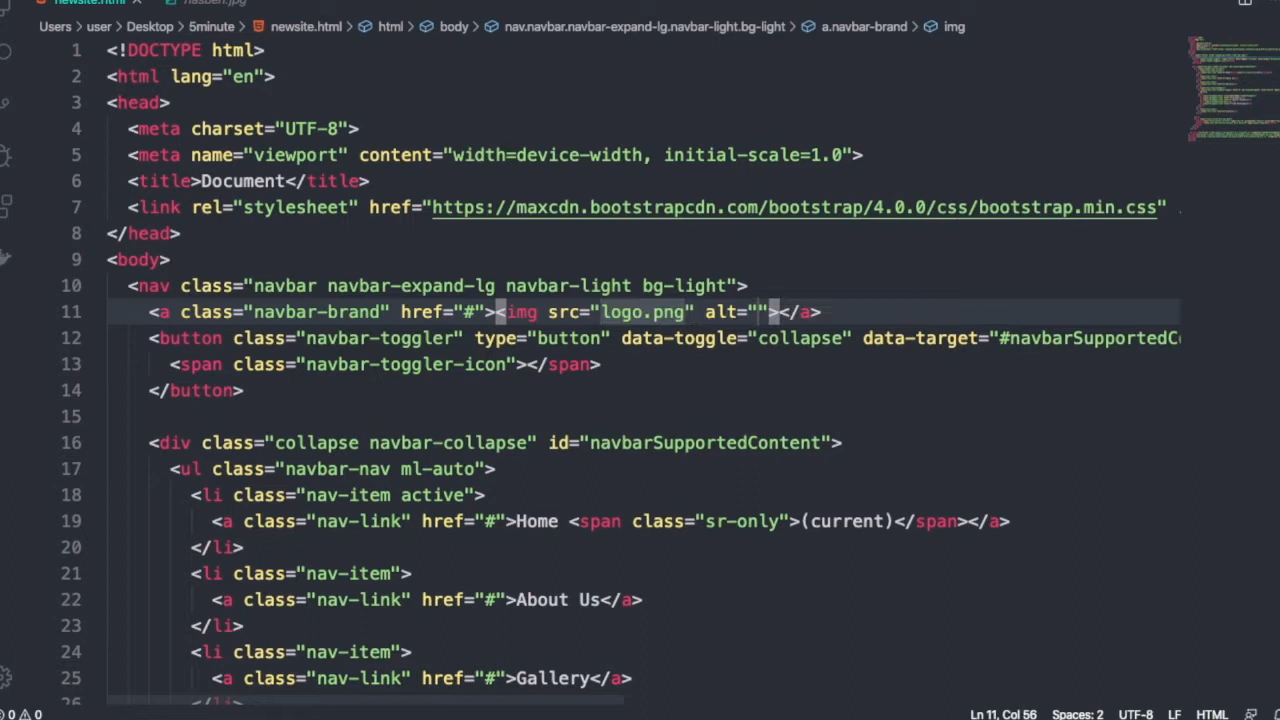 newsite.html hasbeh.jpg
Users > user > Desktop > 5minute > newsite.html > html > body > nav.navbar.navbar-expand-lg.navbar-light.bg-light > a.navbar-brand > img
1 <!DOCTYPE html>
2 <html lang="en">
3 <head>
4 <meta charset="UTF-8">
5 <meta name="viewport" content="width=device-width, initial-scale=1.0">
6 <title>Document</title>
7 <link rel="stylesheet" href="https://maxcdn.bootstrapcdn.com/bootstrap/4.0.0/css/bootstrap.min.css"
8 </head>
9 <body>
10 <nav class="navbar navbar-expand-lg navbar-light bg-light">
11 <a class="navbar-brand" href="#"><img src="logo.png" alt=""></a>
12 <button class="navbar-toggler" type="button" data-toggle="collapse" data-target="#navbarSupportedCo
13 <span class="navbar-toggler-icon"></span>
14 </button>
15
16 <div class="collapse navbar-collapse" id="navbarSupportedContent">
17 <ul class="navbar-nav ml-auto">
18 <li class="nav-item active">
19 <a class="nav-link" href="#">Home <span class="sr-only">(current)</span></a>
20 </li>
21 <li class="nav-item">
22 <a class="nav-link" href="#">About Us</a>
23 </li>
24 <li class="nav-item">
25 <a class="nav-link" href="#">Gallery</a>
26 </li>
0 0 Ln 11, Col 56 Spaces: 2 UTF-8 LF HTML